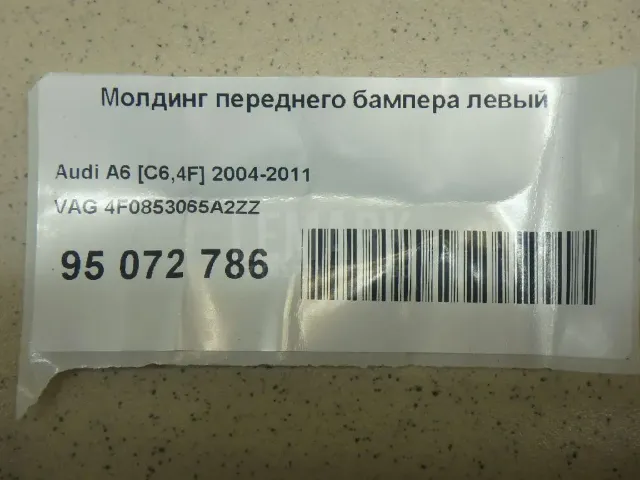 Молдинг переднего бампера левый
Audi A6 [C6,4F] 2004-2011
VAG 4F0853065A2ZZ
95 072 786